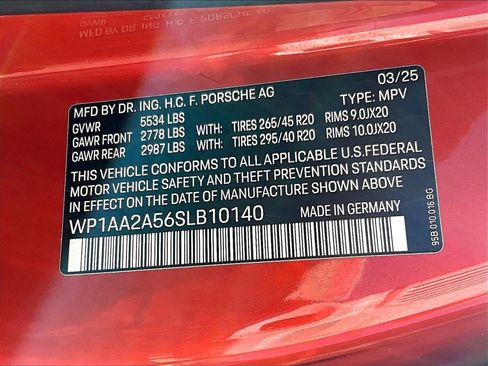 MFD BY DR. ING. H.C. F. PORSCHE AG 03/25
GVWR 5534 LBS TYPE: MPV
GAWR FRONT 2778 LBS WITH: TIRES 265/45 R20 RIMS 9.0JX20
GAWR REAR 2987 LBS WITH: TIRES 295/40 R20 RIMS 10.0JX20
THIS VEHICLE CONFORMS TO ALL APPLICABLE U.S.FEDERAL
MOTOR VEHICLE SAFETY AND THEFT PREVENTION STANDARDS
IN EFFECT ON THE DATE OF MANUFACTURE SHOWN ABOVE
WP1AA2A56SLB10140 MADE IN GERMANY
95B.010.016.BG